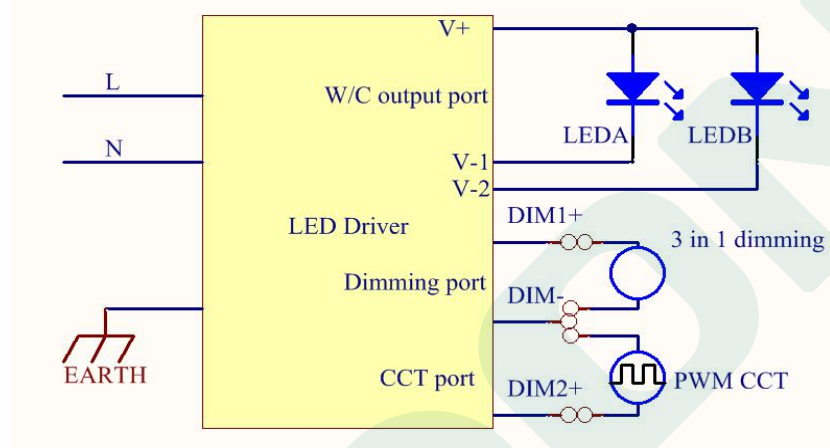 V+
L
W/C output port
LEDA
LEDB
N
V-1
V-2
LED Driver
DIM1+
3 in 1 dimming
Dimming port
DIM-
EARTH
CCT port
DIM2+
PWM CCT